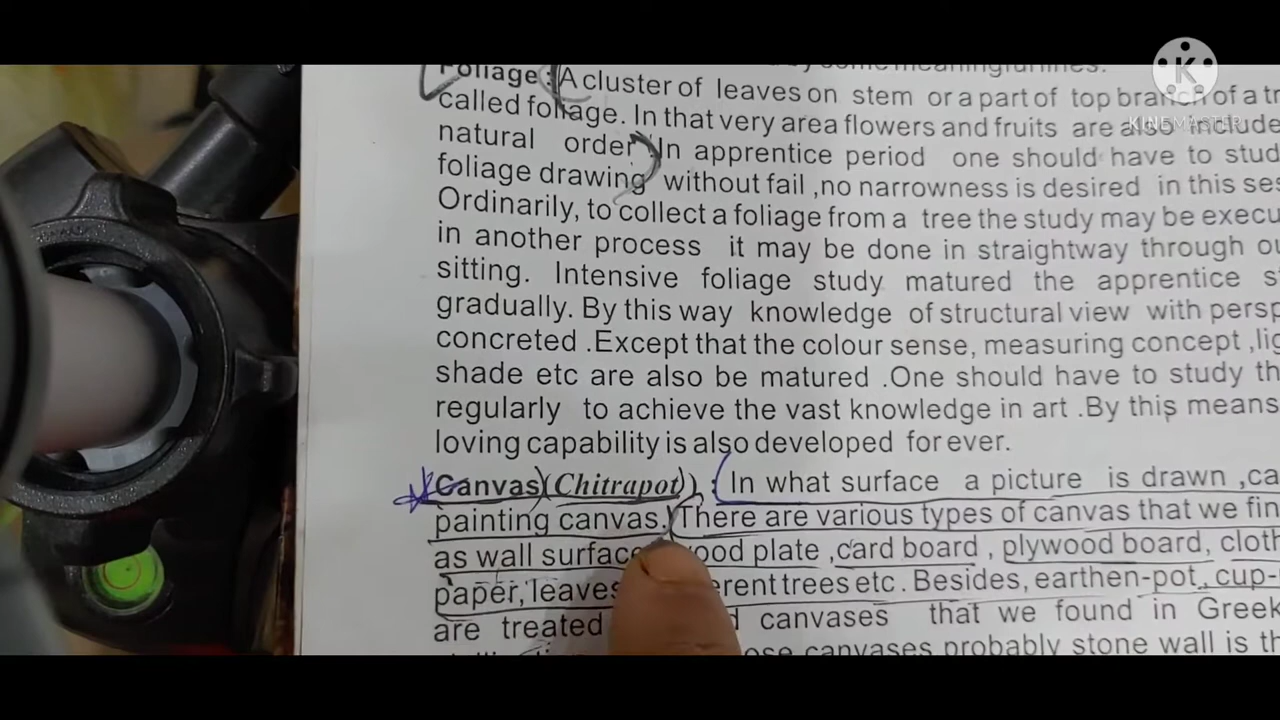 Foliage : A cluster of leaves on stem or a part of top branch of a
called foliage. In that very area flowers and fruits are also
natural order In apprentice period one should have to
foliage drawing without fail ,no narrowness is desired in this
Ordinarily, to collect a foliage from a tree the study may be
in another process it may be done in straightway through
sitting. Intensive foliage study matured the apprentice
gradually. By this way knowledge of structural view with
concreted .Except that the colour sense, measuring concept
shade etc are also be matured .One should have to study
regularly to achieve the vast knowledge in art .By this means
loving capability is also developed for ever.
Canvas (Chitrapot) : In what surface a picture is drawn
painting canvas. There are various types of canvas that we
as wall surface plate ,card board , plywood board,
paper, leaves trees etc . Besides, earthen-pot
are treated canvases that we found in
canvases probably stone wall is
K
KINEMASTER